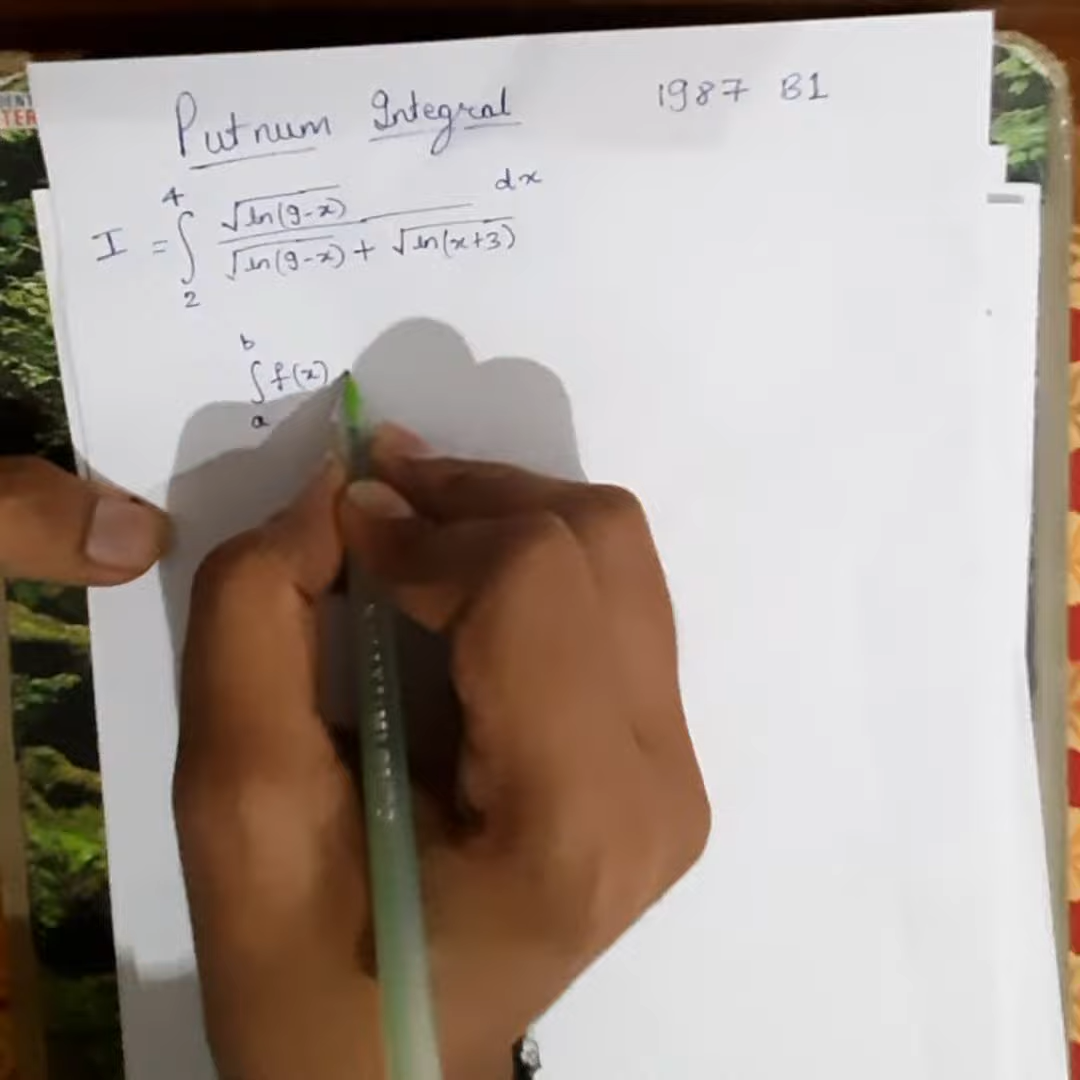 Putnum Integral 1987 B1
I = ∫₂⁴ √ln(9-x) / (√ln(9-x) + √ln(x+3)) dx
∫ₐᵇ f(x)